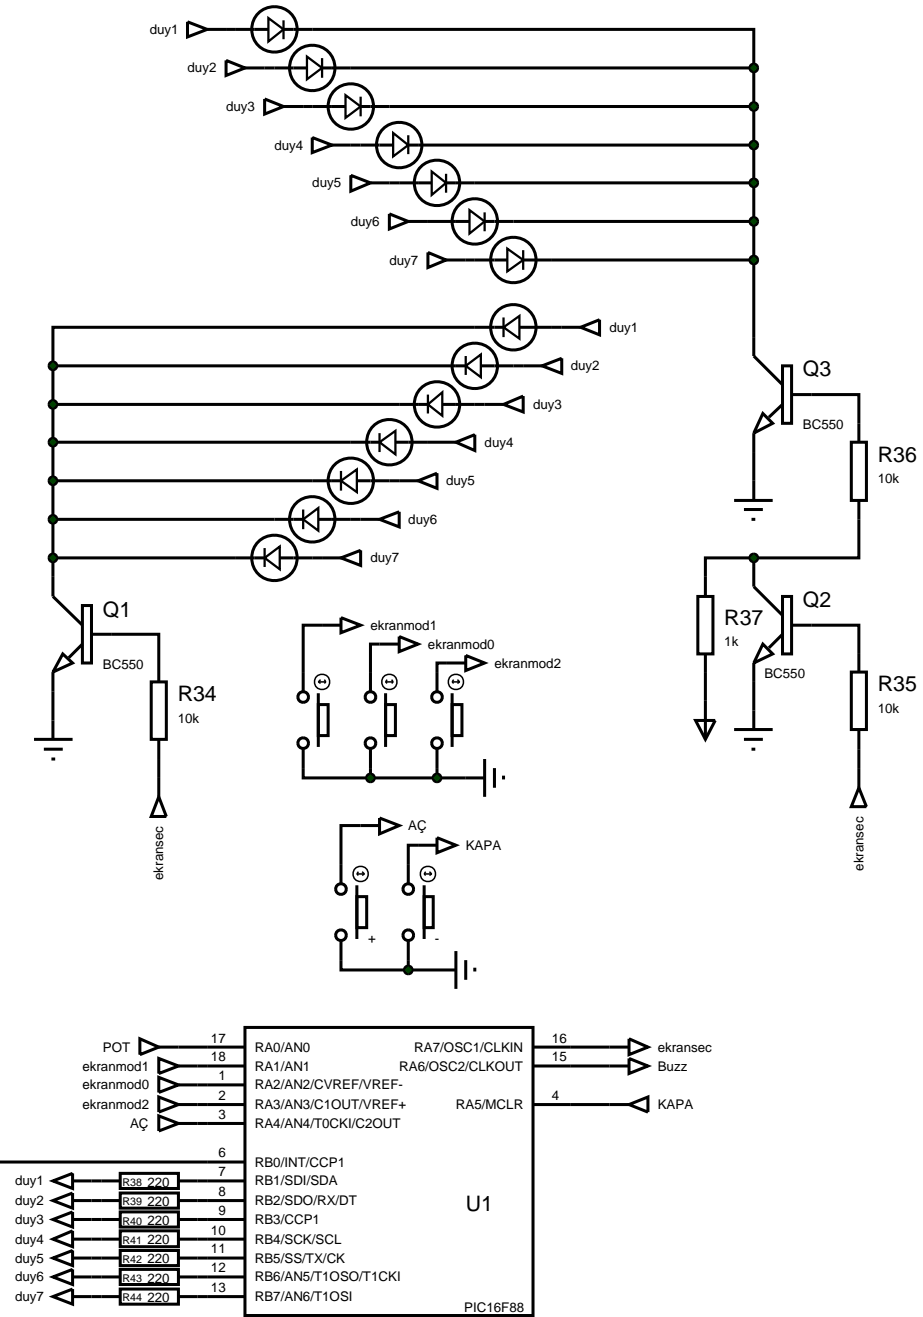 duy1
duy2
duy3
duy4
duy5
duy6
duy7
duy1
duy2
duy3
duy4
duy5
duy6
duy7
Q3
BC550
R36
10k
Q1
BC550
R34
10k
ekransec
ekranmod1
ekranmod0
ekranmod2
R37
1k
Q2
BC550
R35
10k
ekransec
AÇ
KAPA
+
-
POT 17 RA0/AN0
ekranmod1 18 RA1/AN1
ekranmod0 1 RA2/AN2/CVREF/VREF-
ekranmod2 2 RA3/AN3/C1OUT/VREF+
AÇ 3 RA4/AN4/T0CKI/C2OUT
6 RB0/INT/CCP1
duy1 R38 220 7 RB1/SDI/SDA
duy2 R39 220 8 RB2/SDO/RX/DT
duy3 R40 220 9 RB3/CCP1
duy4 R41 220 10 RB4/SCK/SCL
duy5 R42 220 11 RB5/SS/TX/CK
duy6 R43 220 12 RB6/AN5/T1OSO/T1CKI
duy7 R44 220 13 RB7/AN6/T1OSI
RA7/OSC1/CLKIN 16 ekransec
RA6/OSC2/CLKOUT 15 Buzz
RA5/MCLR 4 KAPA
U1
PIC16F88